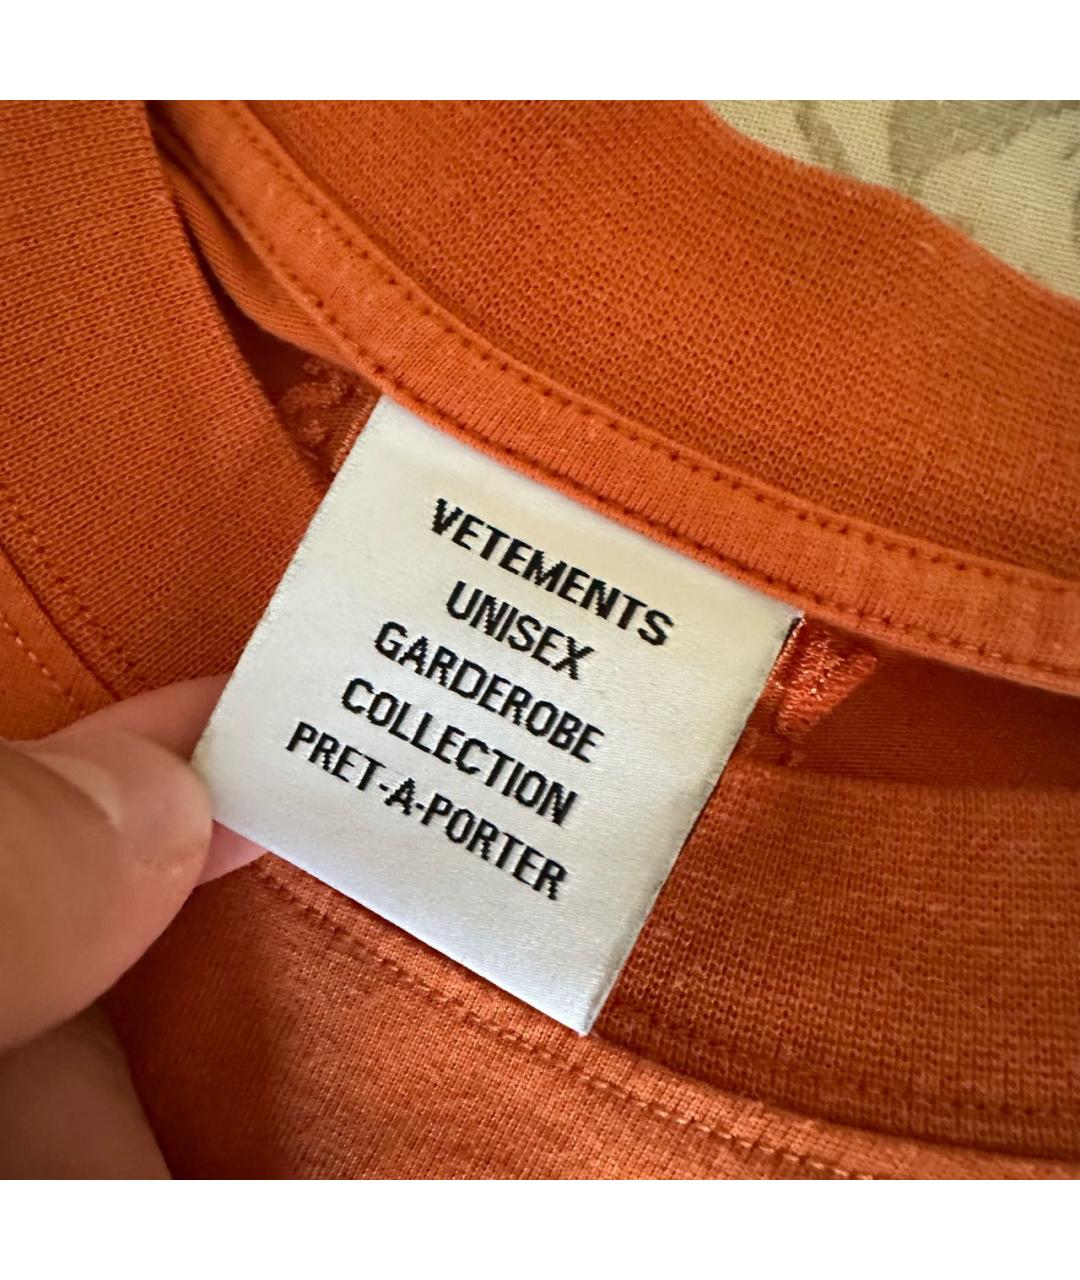 VETEMENTS
UNISEX
GARDEROBE
COLLECTION
PRET-A-PORTER